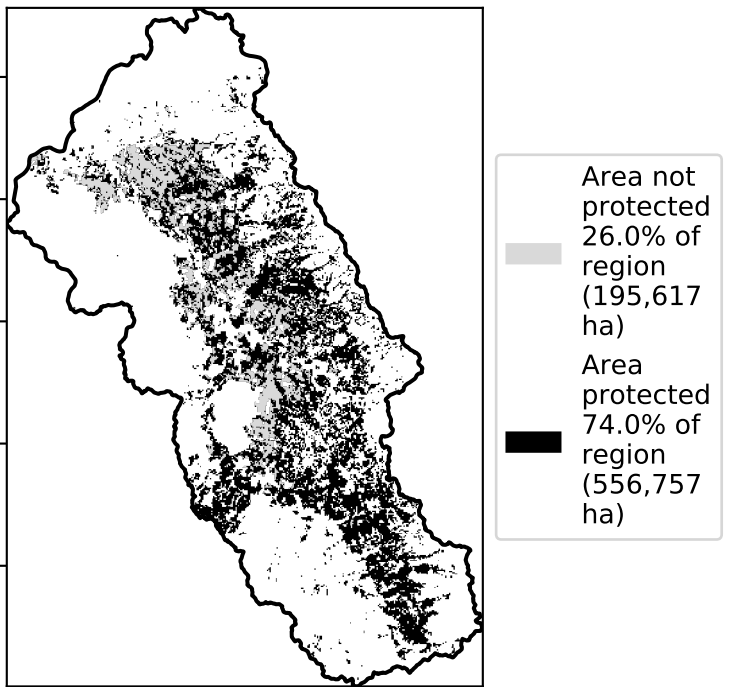 Area not
protected
26.0% of
region
(195,617
ha)
Area
protected
74.0% of
region
(556,757
ha)